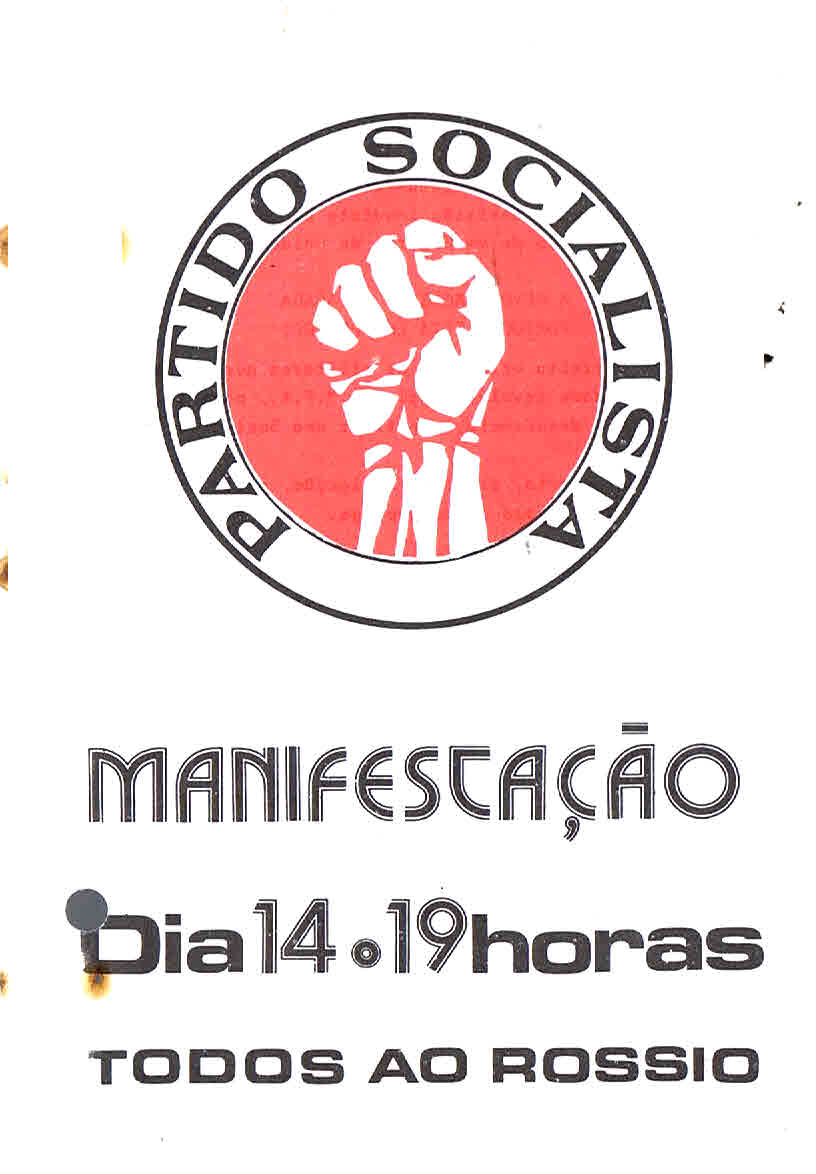 PARTIDO SOCIALISTA
MANIFESTAÇÃO
Dia 14 • 19 horas
TODOS AO ROSSIO